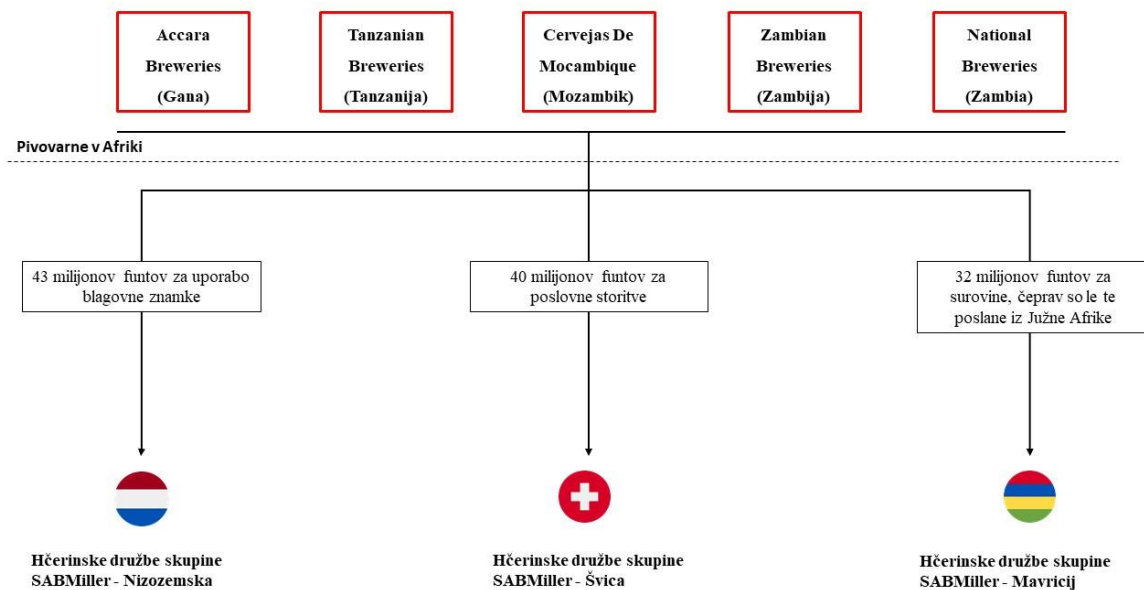 Accara
Breweries
(Gana)
Tanzanian
Breweries
(Tanzanija)
Cervejas De
Mocambique
(Mozambik)
Zambian
Breweries
(Zambija)
National
Breweries
(Zambia)
Pivovarne v Afriki
43 milijonov funtov za uporabo
blagovne znamke
40 milijonov funtov za
poslovne storitve
32 milijonov funtov za
surovine, čeprav so le te
poslane iz Južne Afrike
Hčerinske družbe skupine
SABMiller - Nizozemska
Hčerinske družbe skupine
SABMiller - Švica
Hčerinske družbe skupine
SABMiller - Mavricij